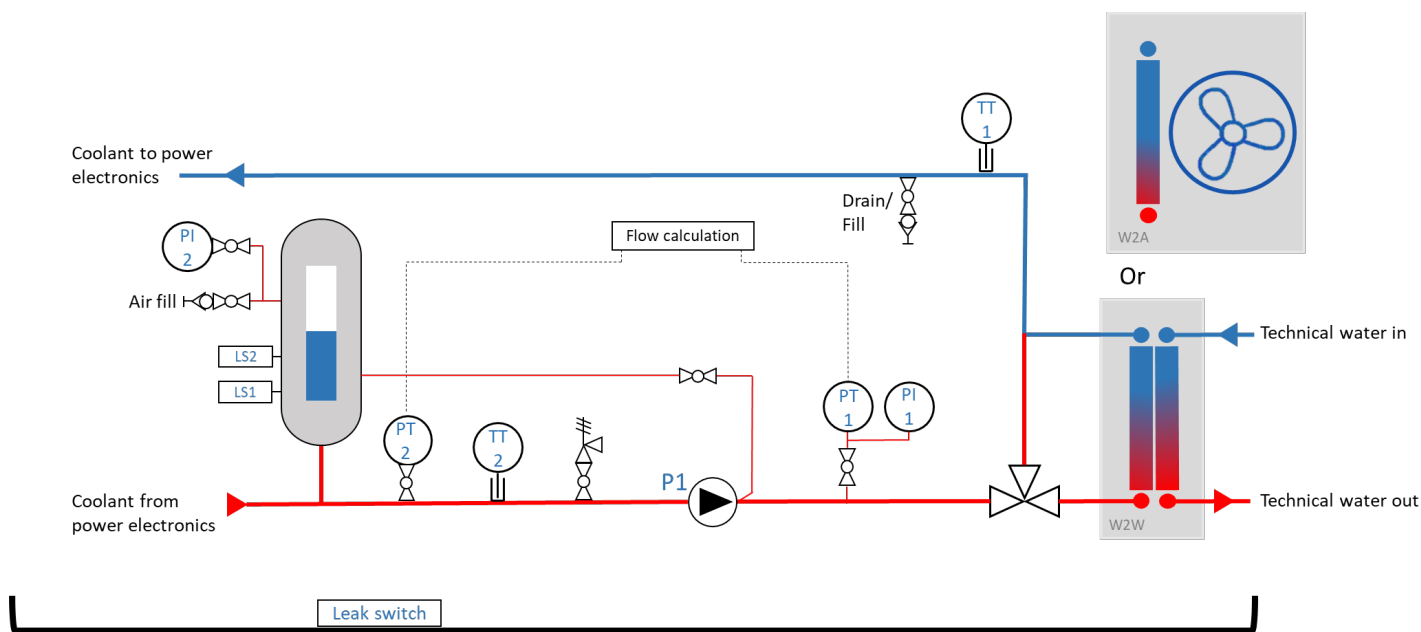 W2A
Or
TT
1
Coolant to power
electronics
Drain/
Fill
Flow calculation
PI
2
Air fill
LS2
LS1
Technical water in
PT
1
PI
1
PT
2
TT
2
P1
Coolant from
power electronics
Technical water out
W2W
Leak switch